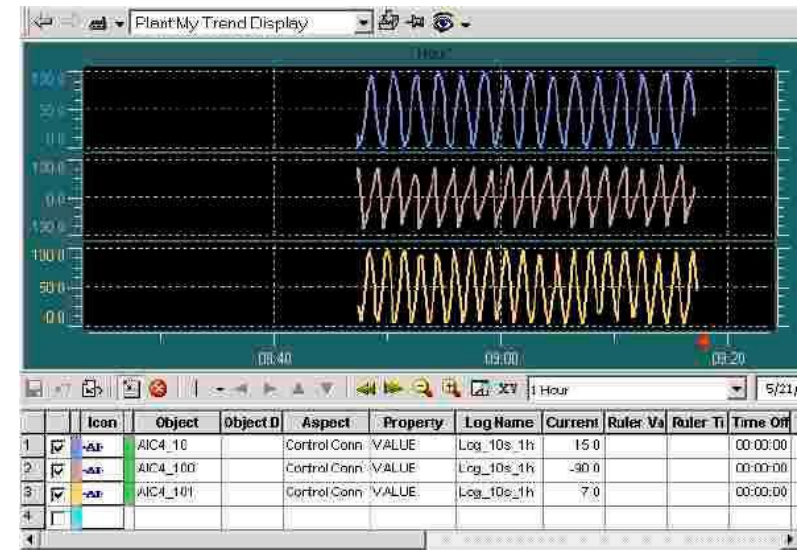 Plant:My Trend Display
1 Hour
100.0
50.0
0.0
100.0
0.0
-100.0
100.0
50.0
0.0
08:40 09:00 09:20
XY 1 Hour 5/21/
Icon Object Object D Aspect Property Log Name Current Ruler Va Ruler Ti Time Off
1 AIC4_10 Control Conn VALUE Log_10s_1h 15.0 00:00:00
2 AIC4_100 Control Conn VALUE Log_10s_1h -90.0 00:00:00
3 AIC4_101 Control Conn VALUE Log_10s_1h 7.0 00:00:00
4